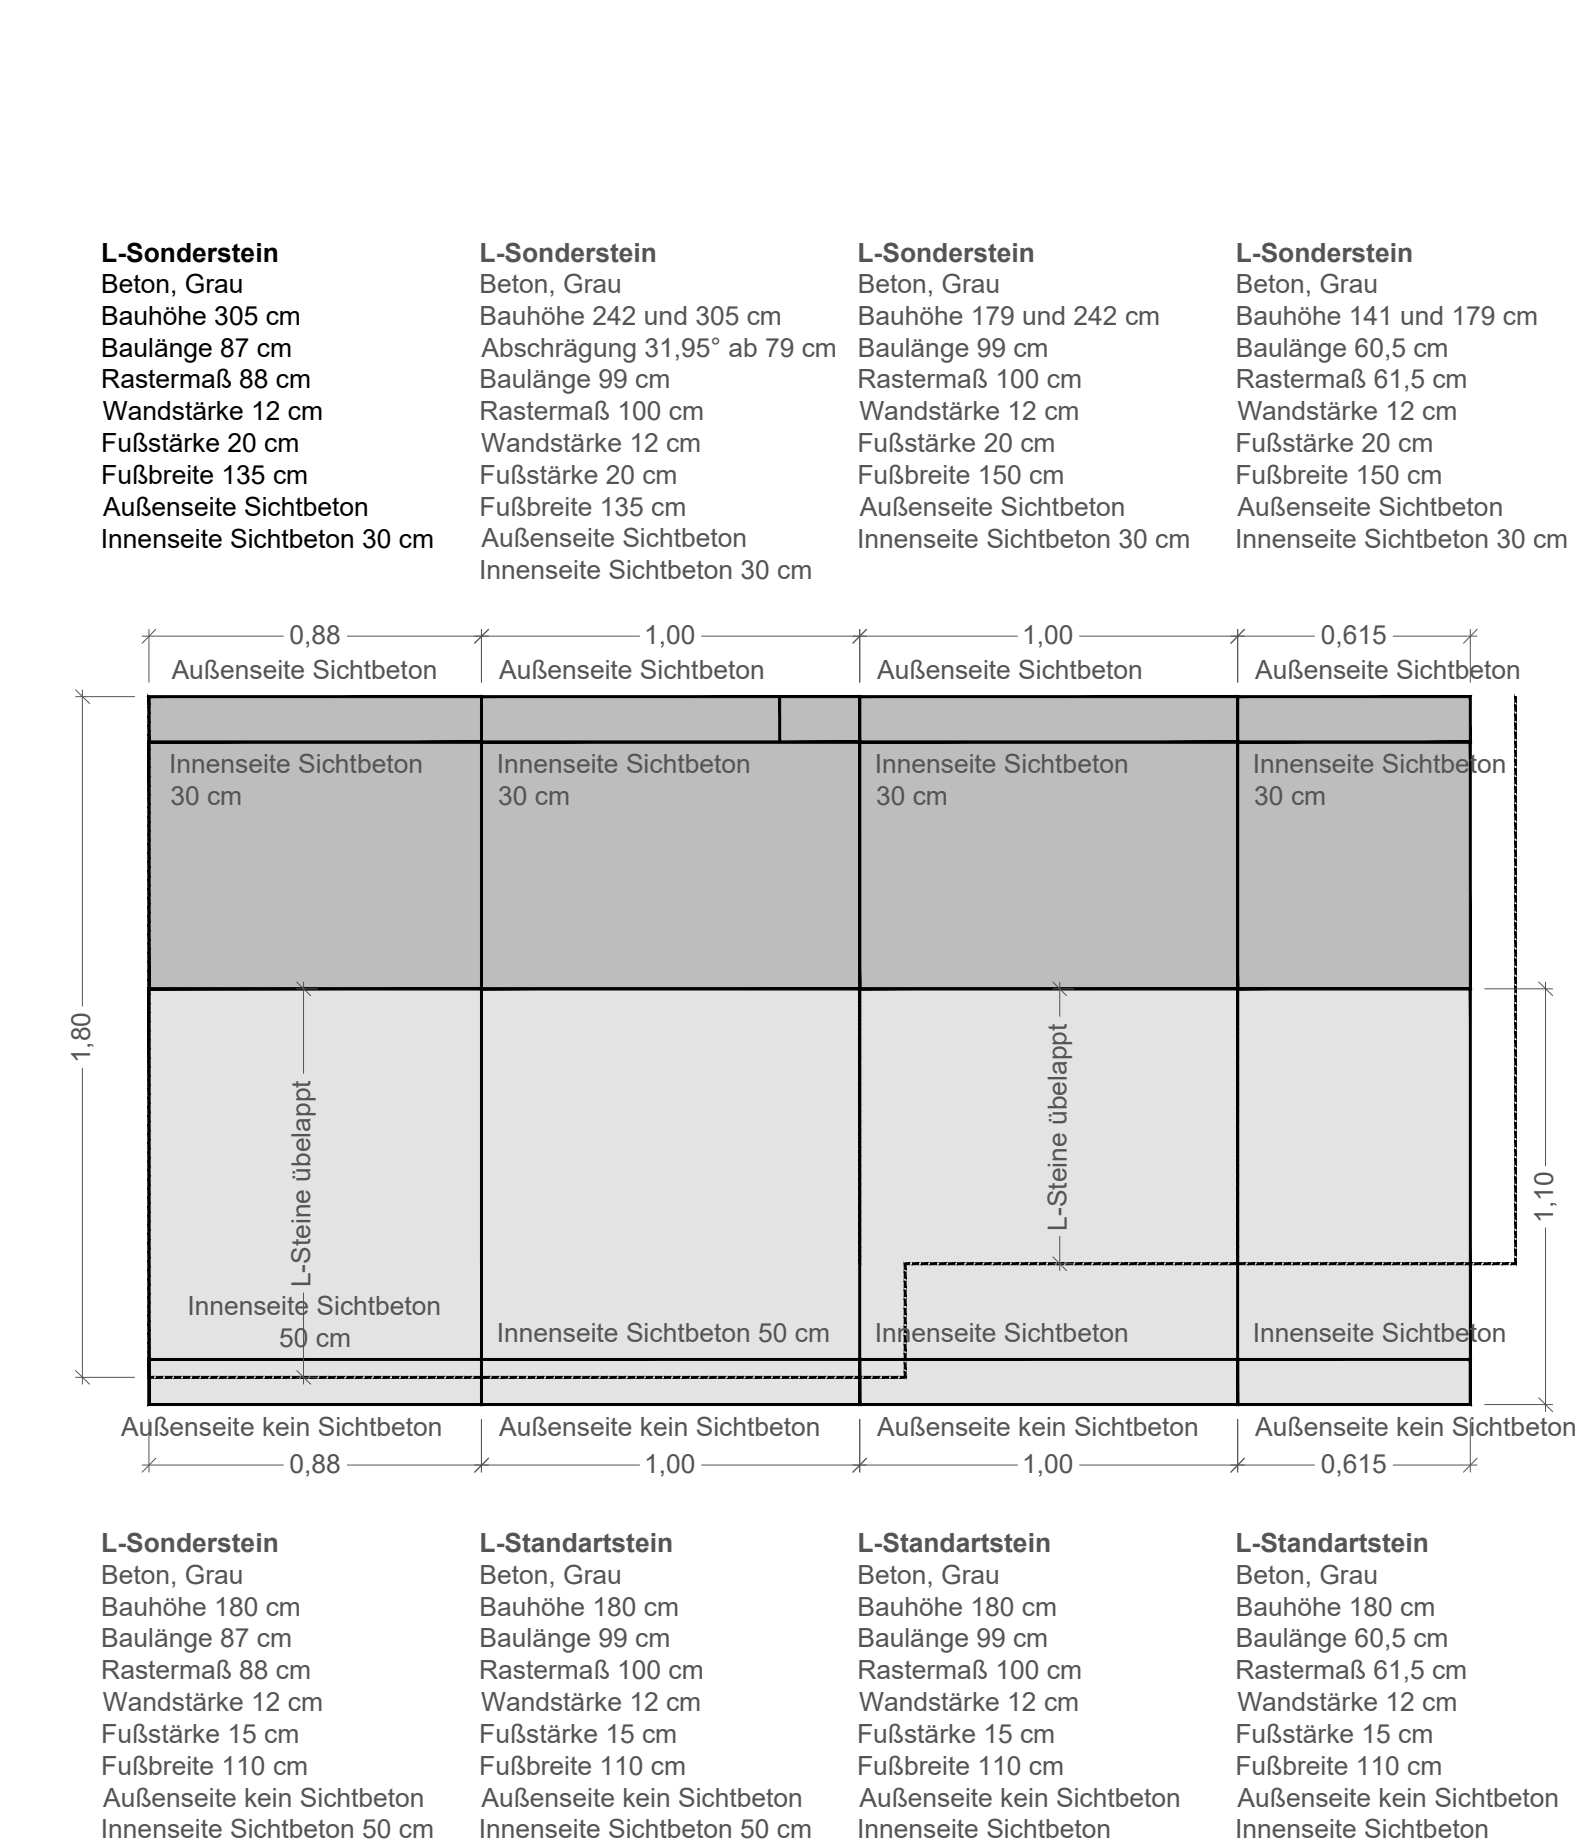 L-Sonderstein
Beton, Grau
Bauhöhe 305 cm
Baulänge 87 cm
Rastermaß 88 cm
Wandstärke 12 cm
Fußstärke 20 cm
Fußbreite 135 cm
Außenseite Sichtbeton
Innenseite Sichtbeton 30 cm
L-Sonderstein
Beton, Grau
Bauhöhe 242 und 305 cm
Abschrägung 31,95° ab 79 cm
Baulänge 99 cm
Rastermaß 100 cm
Wandstärke 12 cm
Fußstärke 20 cm
Fußbreite 135 cm
Außenseite Sichtbeton
Innenseite Sichtbeton 30 cm
L-Sonderstein
Beton, Grau
Bauhöhe 179 und 242 cm
Baulänge 99 cm
Rastermaß 100 cm
Wandstärke 12 cm
Fußstärke 20 cm
Fußbreite 150 cm
Außenseite Sichtbeton
Innenseite Sichtbeton 30 cm
L-Sonderstein
Beton, Grau
Bauhöhe 141 und 179 cm
Baulänge 60,5 cm
Rastermaß 61,5 cm
Wandstärke 12 cm
Fußstärke 20 cm
Fußbreite 150 cm
Außenseite Sichtbeton
Innenseite Sichtbeton 30 cm
0,88
1,00
1,00
0,615
Außenseite Sichtbeton
Außenseite Sichtbeton
Außenseite Sichtbeton
Außenseite Sichtbeton
Innenseite Sichtbeton
30 cm
Innenseite Sichtbeton
30 cm
Innenseite Sichtbeton
30 cm
Innenseite Sichtbeton
30 cm
1,80
L-Steine übelappt
L-Steine übelappt
1,10
Innenseite Sichtbeton
50 cm
Innenseite Sichtbeton 50 cm
Innenseite Sichtbeton
Innenseite Sichtbeton
Außenseite kein Sichtbeton
Außenseite kein Sichtbeton
Außenseite kein Sichtbeton
Außenseite kein Sichtbeton
0,88
1,00
1,00
0,615
L-Sonderstein
Beton, Grau
Bauhöhe 180 cm
Baulänge 87 cm
Rastermaß 88 cm
Wandstärke 12 cm
Fußstärke 15 cm
Fußbreite 110 cm
Außenseite kein Sichtbeton
Innenseite Sichtbeton 50 cm
L-Standartstein
Beton, Grau
Bauhöhe 180 cm
Baulänge 99 cm
Rastermaß 100 cm
Wandstärke 12 cm
Fußstärke 15 cm
Fußbreite 110 cm
Außenseite kein Sichtbeton
Innenseite Sichtbeton 50 cm
L-Standartstein
Beton, Grau
Bauhöhe 180 cm
Baulänge 99 cm
Rastermaß 100 cm
Wandstärke 12 cm
Fußstärke 15 cm
Fußbreite 110 cm
Außenseite kein Sichtbeton
Innenseite Sichtbeton
L-Standartstein
Beton, Grau
Bauhöhe 180 cm
Baulänge 60,5 cm
Rastermaß 61,5 cm
Wandstärke 12 cm
Fußstärke 15 cm
Fußbreite 110 cm
Außenseite kein Sichtbeton
Innenseite Sichtbeton